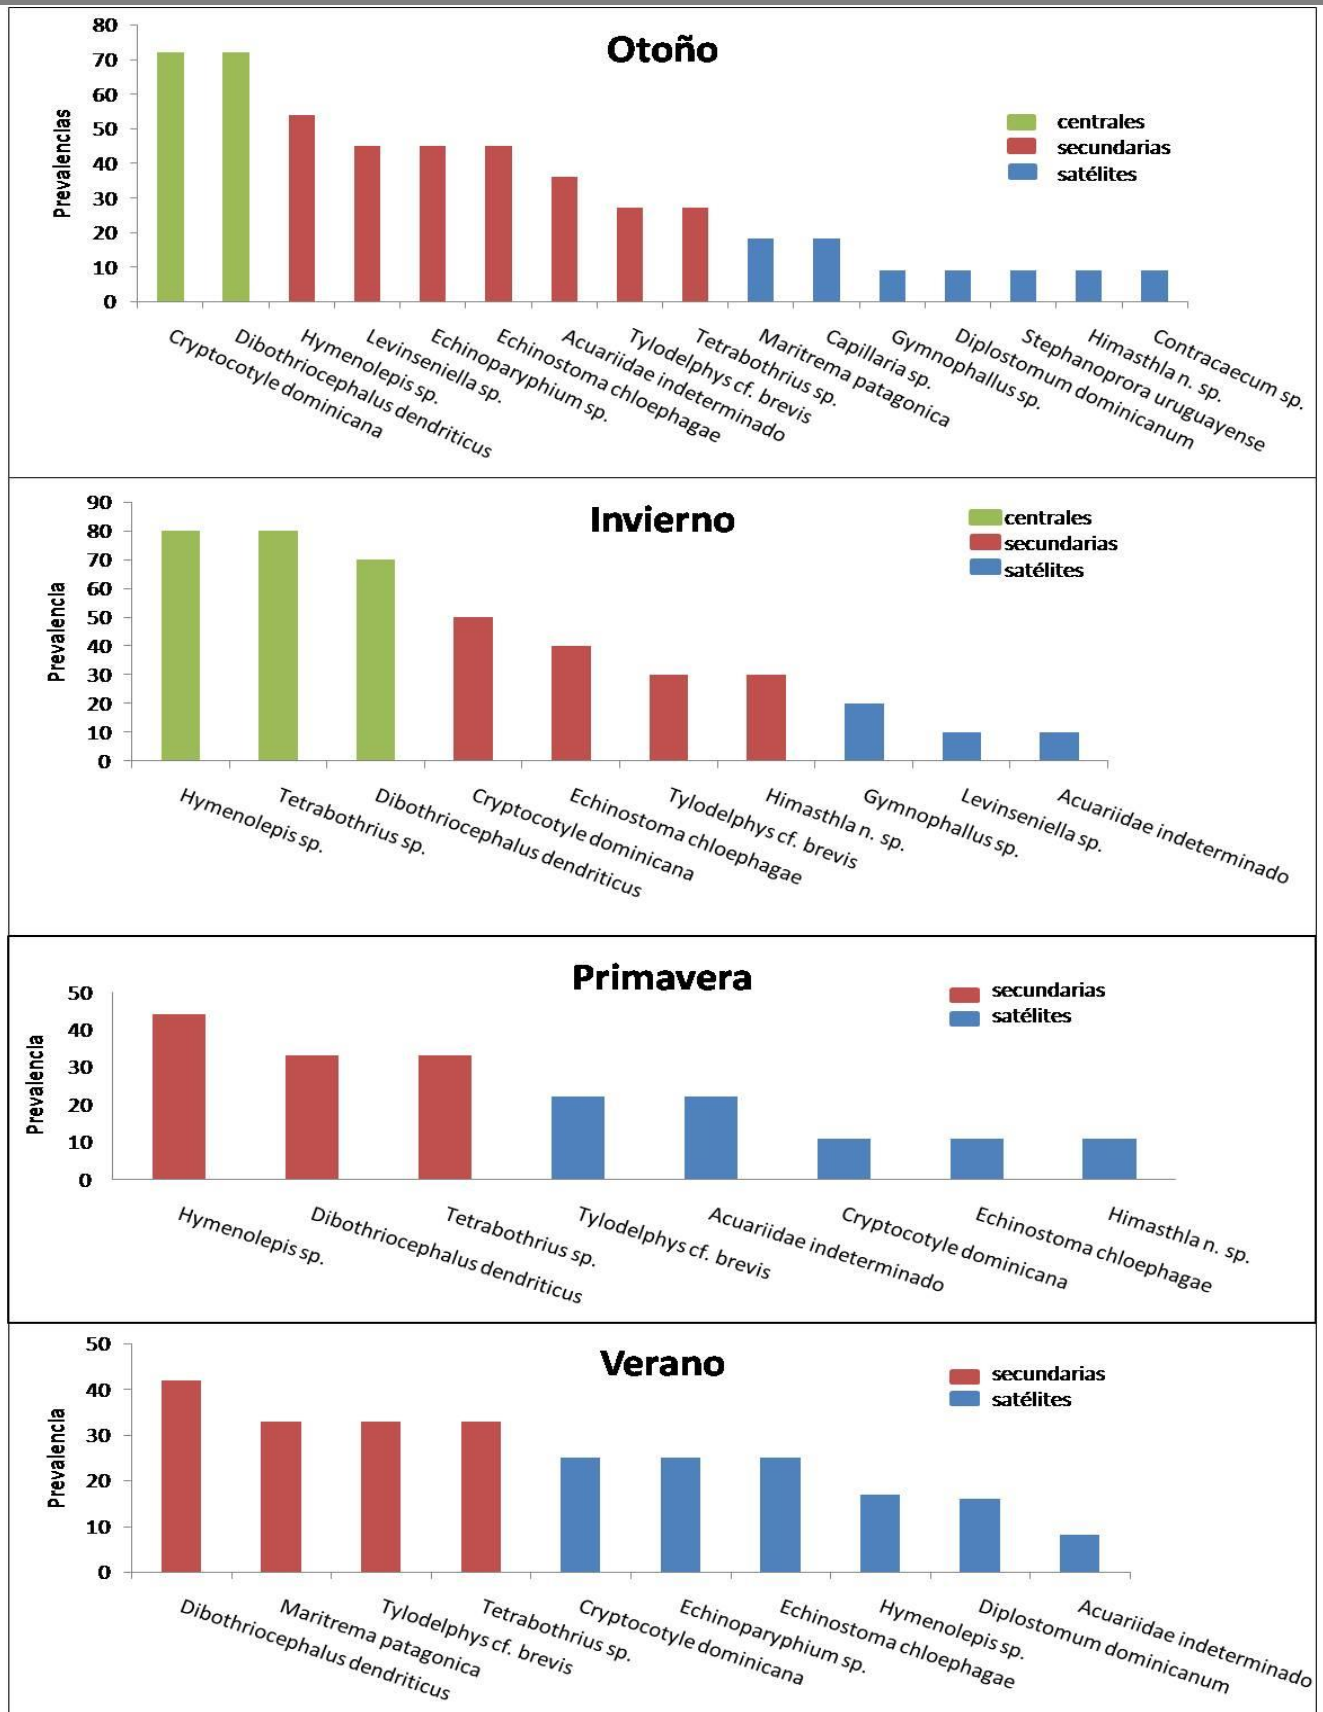 Otoño
Prevalencias
80
70
60
50
40
30
20
10
0
centrales
secundarias
satélites
Cryptocotyle dominicana
Dibothriocephalus dendriticus
Hymenolepis sp.
Levinseniella sp.
Echinoparyphium sp.
Echinostoma chloephagae
Acuariidae indeterminado
Tylodelphys cf. brevis
Tetrabothrius sp.
Maritrema patagonica
Capillaria sp.
Gymnophallus sp.
Diplostomum dominicanum
Stephanoprora uruguayense
Himasthla n. sp.
Contracaecum sp.
Invierno
Prevalencia
90
80
70
60
50
40
30
20
10
0
centrales
secundarias
satélites
Hymenolepis sp.
Tetrabothrius sp.
Dibothriocephalus dendriticus
Cryptocotyle dominicana
Echinostoma chloephagae
Tylodelphys cf. brevis
Himasthla n. sp.
Gymnophallus sp.
Levinseniella sp.
Acuariidae indeterminado
Primavera
Prevalencia
50
40
30
20
10
0
secundarias
satélites
Hymenolepis sp.
Dibothriocephalus dendriticus
Tetrabothrius sp.
Tylodelphys cf. brevis
Acuariidae indeterminado
Cryptocotyle dominicana
Echinostoma chloephagae
Himasthla n. sp.
Verano
Prevalencia
50
40
30
20
10
0
secundarias
satélites
Dibothriocephalus dendriticus
Maritrema patagonica
Tylodelphys cf. brevis
Tetrabothrius sp.
Cryptocotyle dominicana
Echinoparyphium sp.
Echinostoma chloephagae
Hymenolepis sp.
Diplostomum dominicanum
Acuariidae indeterminado